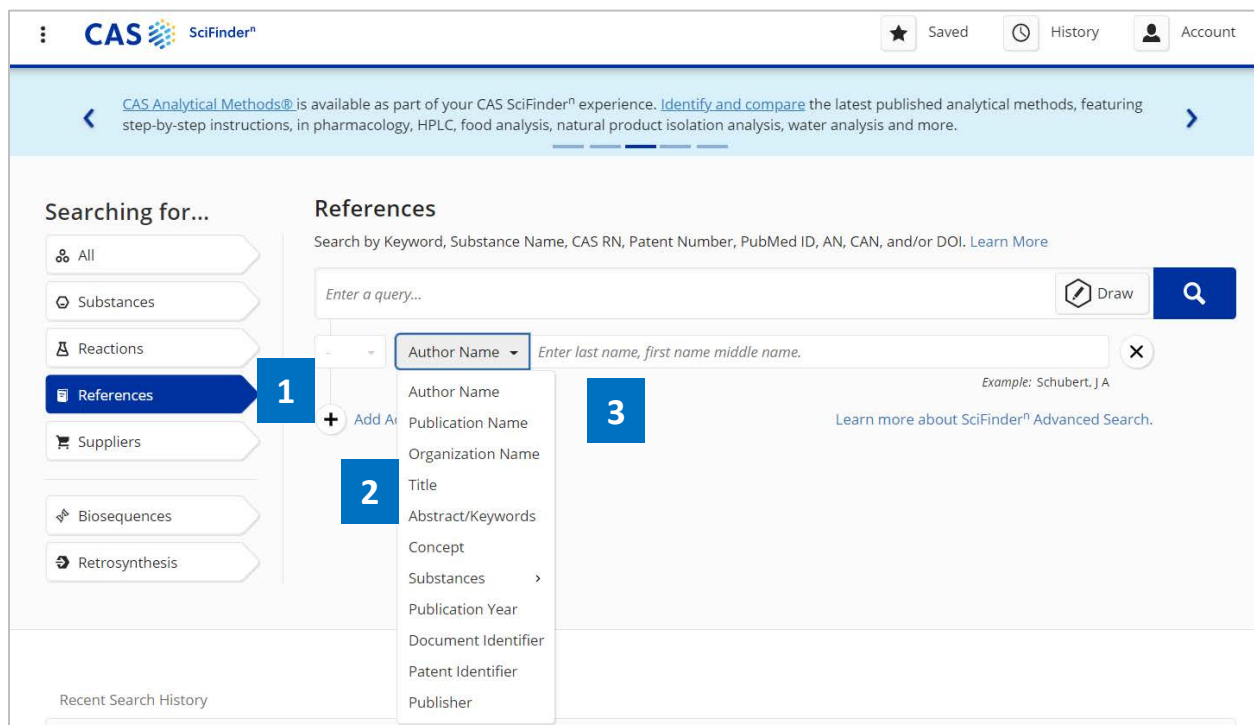 CAS SciFinderⁿ
Saved
History
Account
CAS Analytical Methods® is available as part of your CAS SciFinderⁿ experience. Identify and compare the latest published analytical methods, featuring
step-by-step instructions, in pharmacology, HPLC, food analysis, natural product isolation analysis, water analysis and more.
Searching for...
All
Substances
Reactions
References
Suppliers
Biosequences
Retrosynthesis
1
References
Search by Keyword, Substance Name, CAS RN, Patent Number, PubMed ID, AN, CAN, and/or DOI. Learn More
Enter a query...
Draw
Author Name
Enter last name, first name middle name.
Example: Schubert, J A
Add
Learn more about SciFinderⁿ Advanced Search.
2
3
Author Name
Publication Name
Organization Name
Title
Abstract/Keywords
Concept
Substances
Publication Year
Document Identifier
Patent Identifier
Publisher
Recent Search History